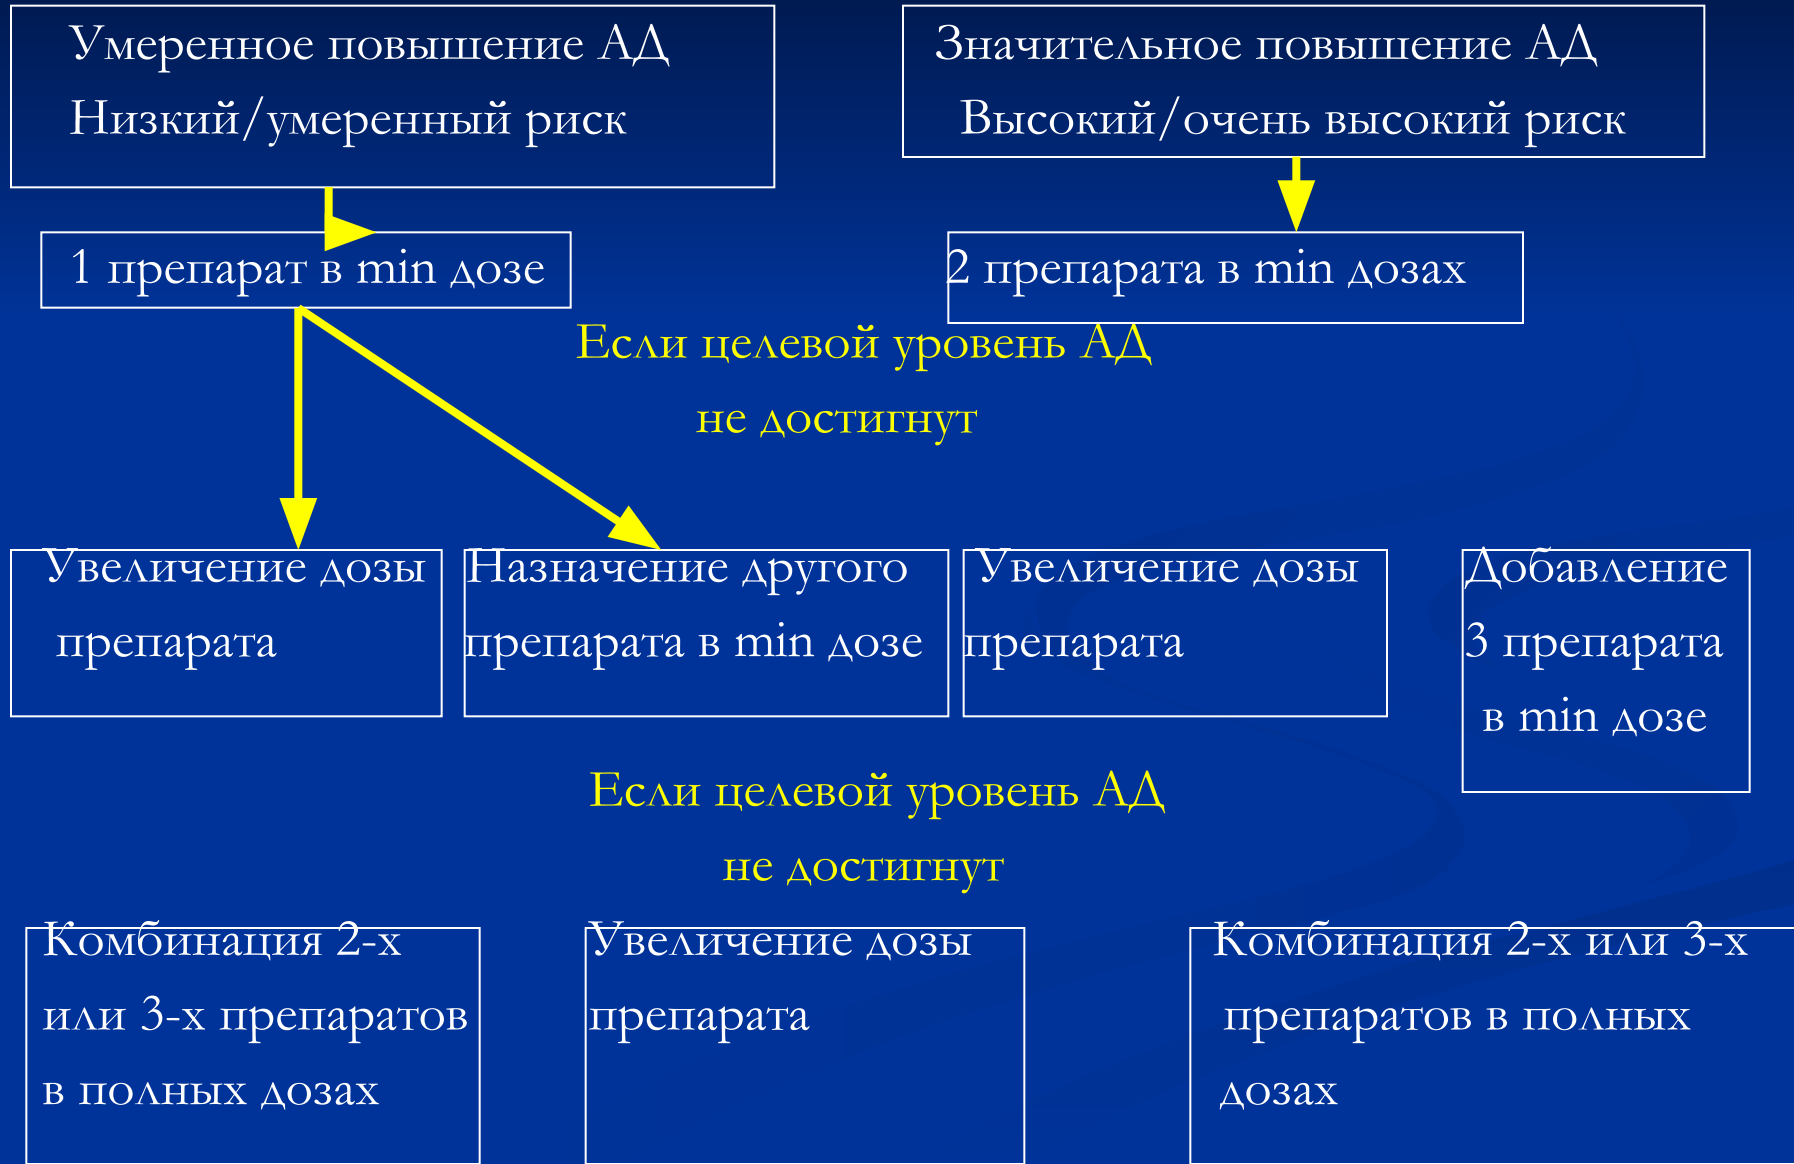 Умеренное повышение АД
Низкий/умеренный риск
Значительное повышение АД
Высокий/очень высокий риск
1 препарат в min дозе
2 препарата в min дозах
Если целевой уровень АД
не достигнут
Увеличение дозы
препарата
Назначение другого
препарата в min дозе
Увеличение дозы
препарата
Добавление
3 препарата
в min дозе
Если целевой уровень АД
не достигнут
Комбинация 2-х
или 3-х препаратов
в полных дозах
Увеличение дозы
препарата
Комбинация 2-х или 3-х
препаратов в полных
дозах